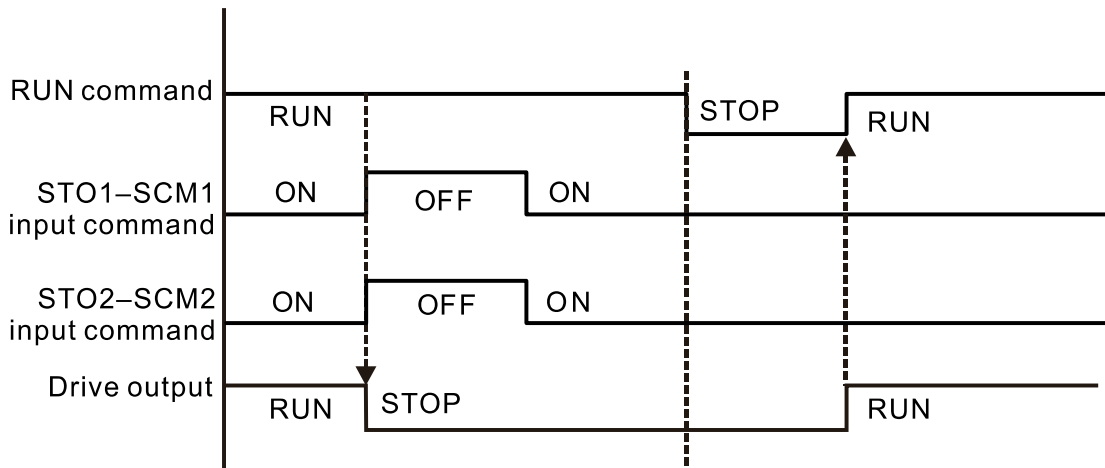 RUN command
RUN
STOP
RUN
STO1–SCM1
input command
ON
OFF
ON
STO2–SCM2
input command
ON
OFF
ON
Drive output
RUN
STOP
RUN